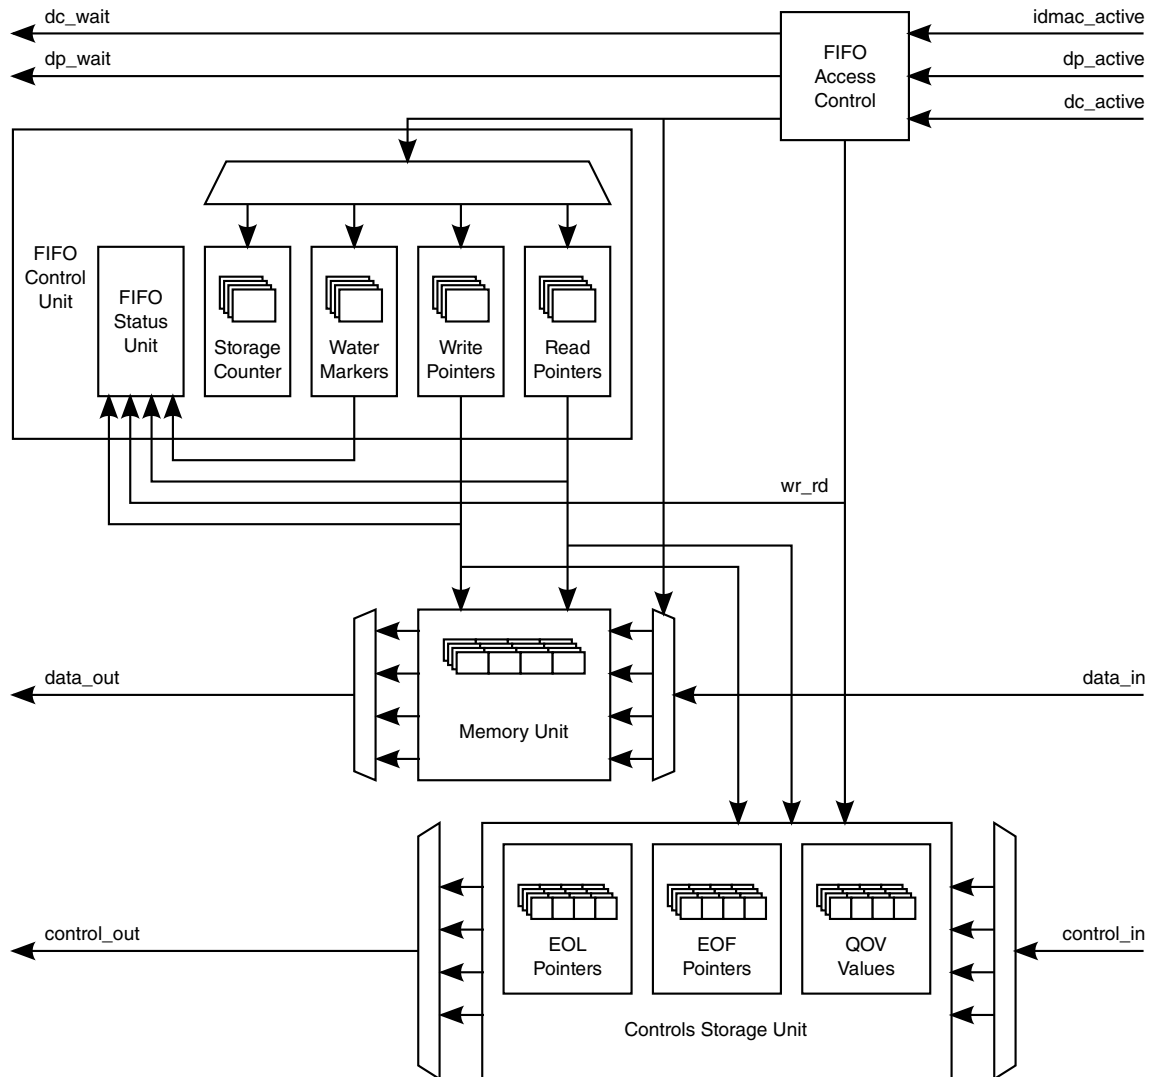 dc_wait
idmac_active
dp_wait
dp_active
dc_active
FIFO
Access
Control
FIFO
Control
Unit
FIFO
Status
Unit
Storage
Counter
Water
Markers
Write
Pointers
Read
Pointers
wr_rd
data_out
data_in
Memory Unit
control_out
control_in
EOL
Pointers
EOF
Pointers
QOV
Values
Controls Storage Unit